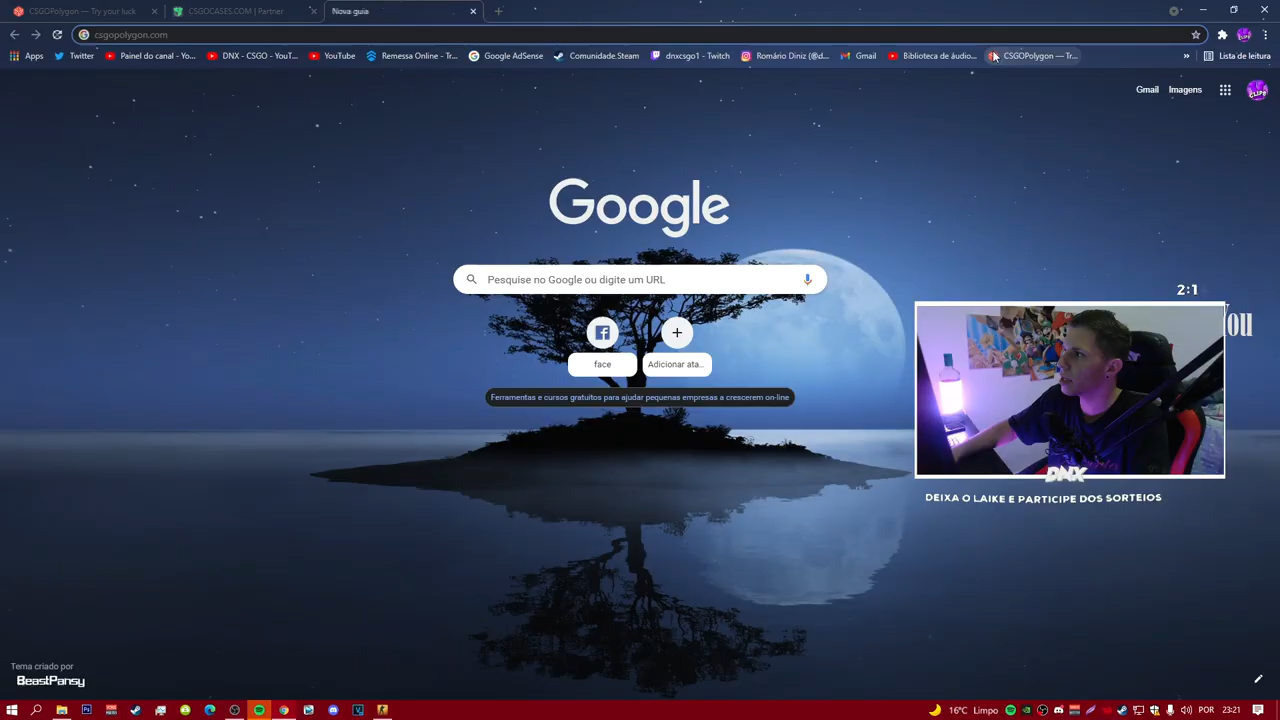 CSGOPolygon — Try your luck
CSGOCASES.COM | Partner
Nova guia
csgopolygon.com
Apps
Twitter
Painel do canal - Yo...
DNX - CSGO - YouT...
YouTube
Remessa Online - Tr...
Google AdSense
Comunidade Steam
dnxcsgo1 - Twitch
Romário Diniz (@d...
Gmail
Biblioteca de áudio...
CSGOPolygon — Tr...
»
Lista de leitura
Gmail
Imagens
Google
Pesquise no Google ou digite um URL
2:1
You
face
Adicionar ata...
Ferramentas e cursos gratuitos para ajudar pequenas empresas a crescerem on-line
DNX
DEIXA O LAIKE E PARTICIPE DOS SORTEIOS
Tema criado por
BeastPansy
16°C Limpo
POR
23:21